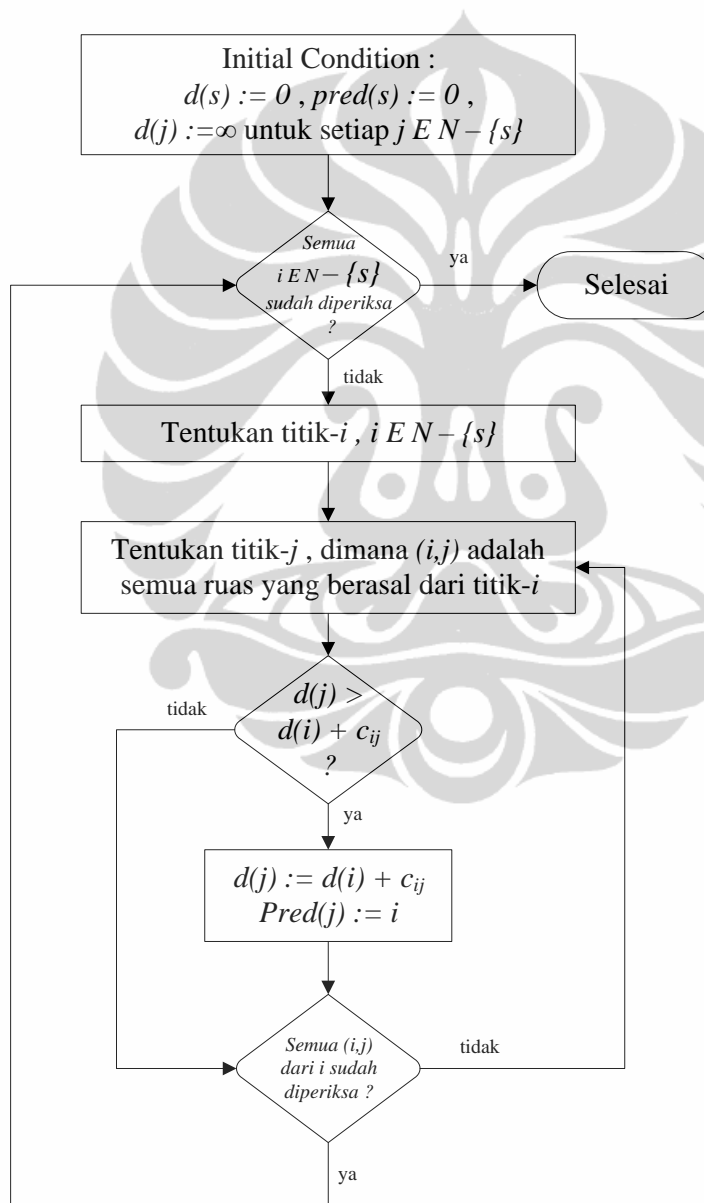 Initial Condition :
d(s) := 0 , pred(s) := 0 ,
d(j) :=∞ untuk setiap j E N – {s}
Semua
i E N – {s}
sudah diperiksa
?
ya
Selesai
tidak
Tentukan titik-i , i E N – {s}
Tentukan titik-j , dimana (i,j) adalah
semua ruas yang berasal dari titik-i
d(j) >
d(i) + cij
?
tidak
ya
d(j) := d(i) + cij
Pred(j) := i
Semua (i,j)
dari i sudah
diperiksa ?
tidak
ya